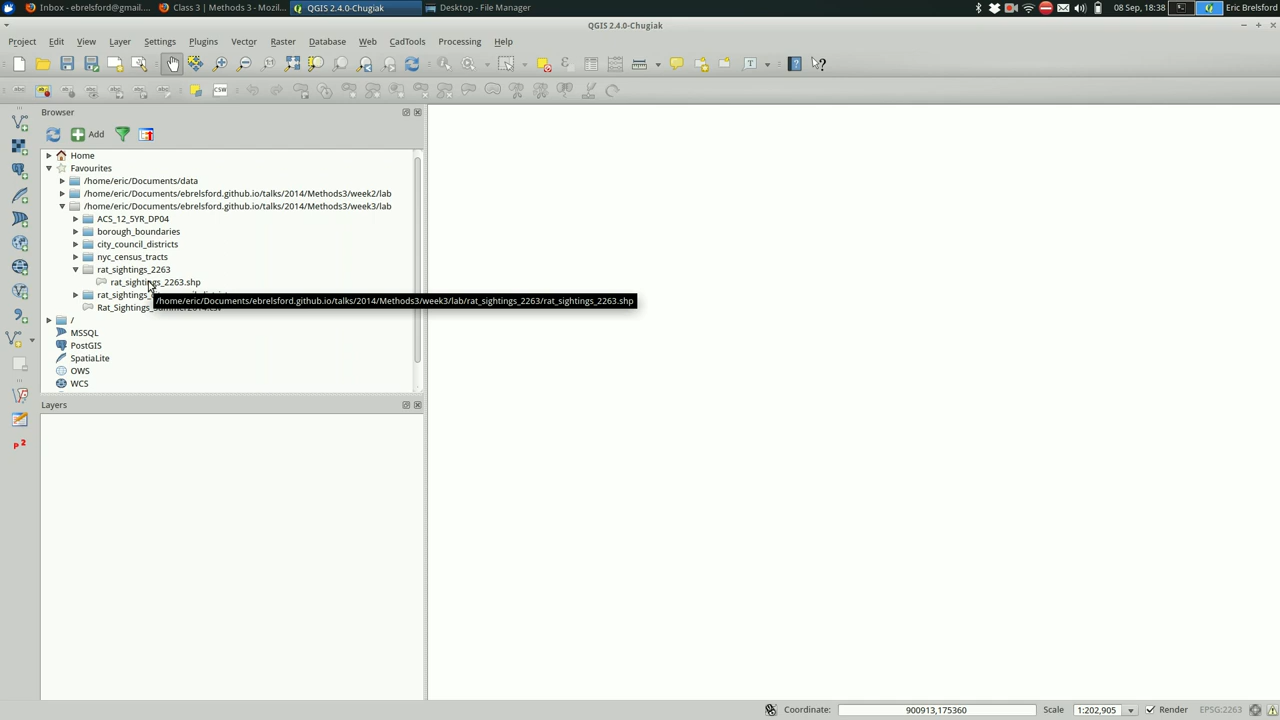 Inbox - ebrelsford@gmail....
Class 3 | Methods 3 - Mozil...
QGIS 2.4.0-Chugiak
Desktop - File Manager
08 Sep, 18:38
Eric Brelsford
QGIS 2.4.0-Chugiak
Project Edit View Layer Settings Plugins Vector Raster Database Web CadTools Processing Help
CSW
Browser
Add
Home
Favourites
/home/eric/Documents/data
/home/eric/Documents/ebrelsford.github.io/talks/2014/Methods3/week2/lab
/home/eric/Documents/ebrelsford.github.io/talks/2014/Methods3/week3/lab
ACS_12_5YR_DP04
borough_boundaries
city_council_districts
nyc_census_tracts
rat_sightings_2263
rat_sightings_2263.shp
/home/eric/Documents/ebrelsford.github.io/talks/2014/Methods3/week3/lab/rat_sightings_2263/rat_sightings_2263.shp
/
MSSQL
PostGIS
SpatiaLite
OWS
WCS
Layers
Coordinate: 900913,175360 Scale 1:202,905 Render EPSG:2263